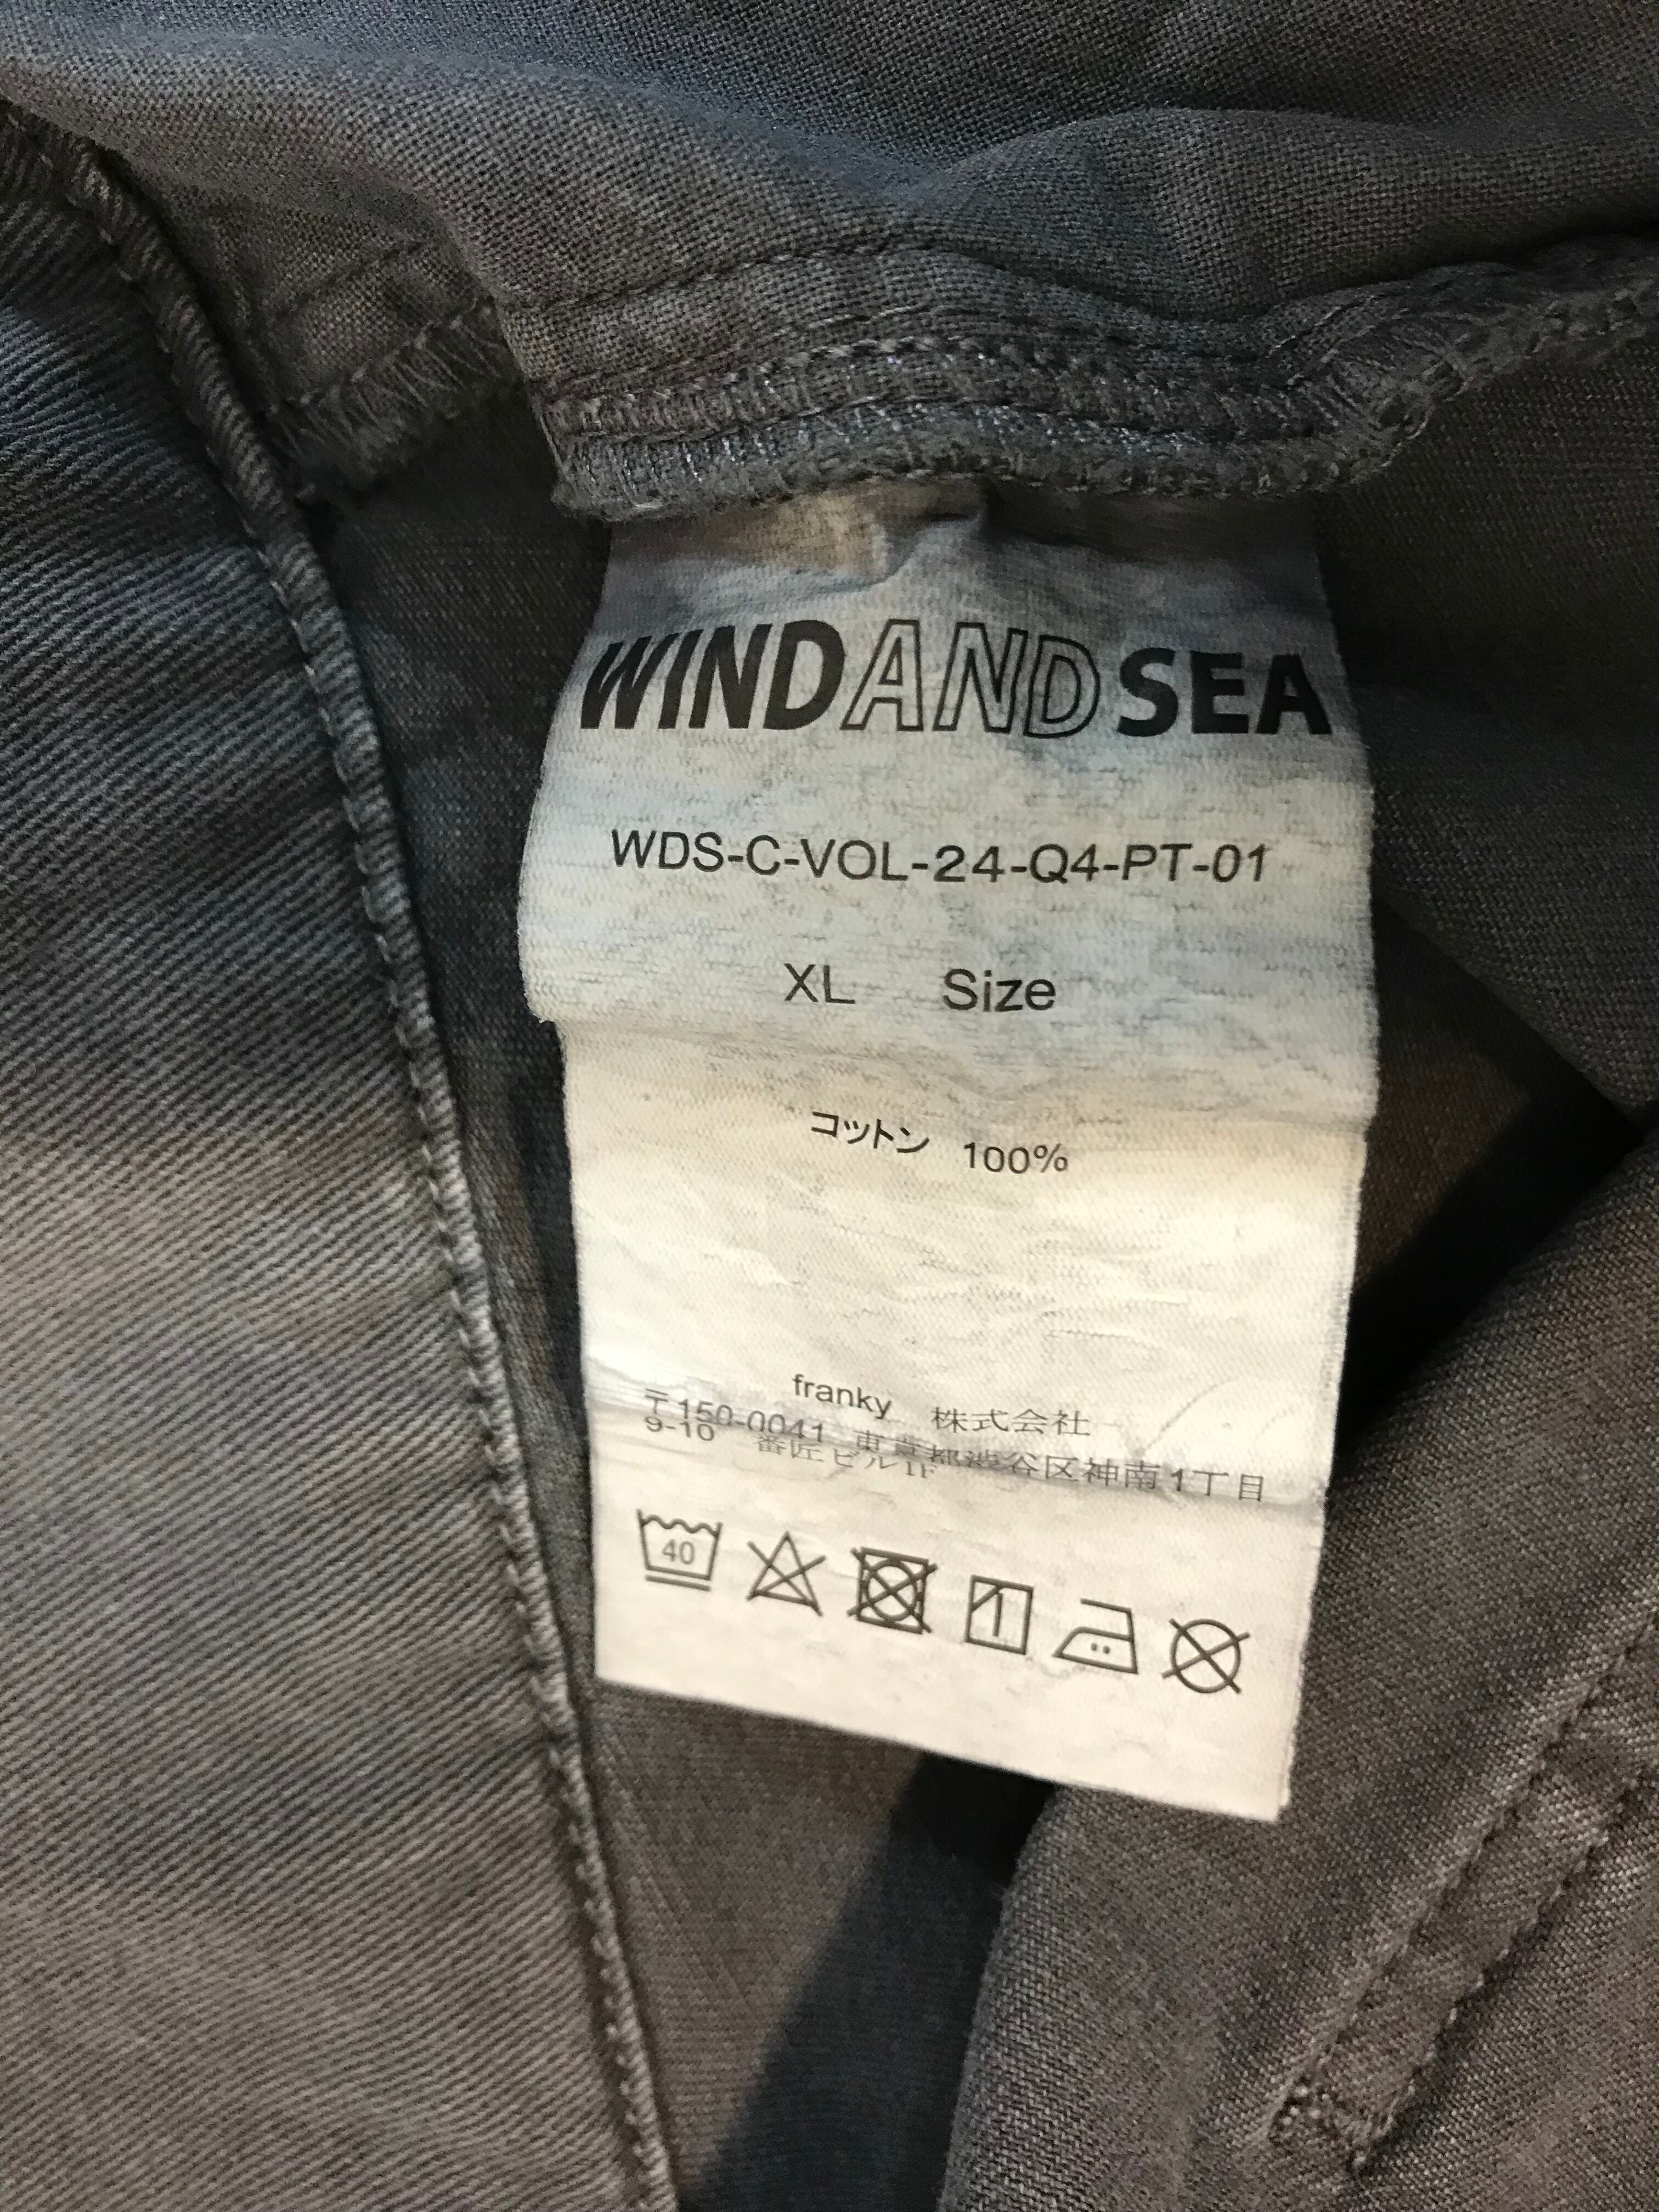 WINDANDSEA
WDS-C-VOL-24-Q4-PT-01
XL Size
コットン 100%
franky 株式会社
〒150-0041 東京都渋谷区神南1丁目
9-10 番匠ビル1F
40